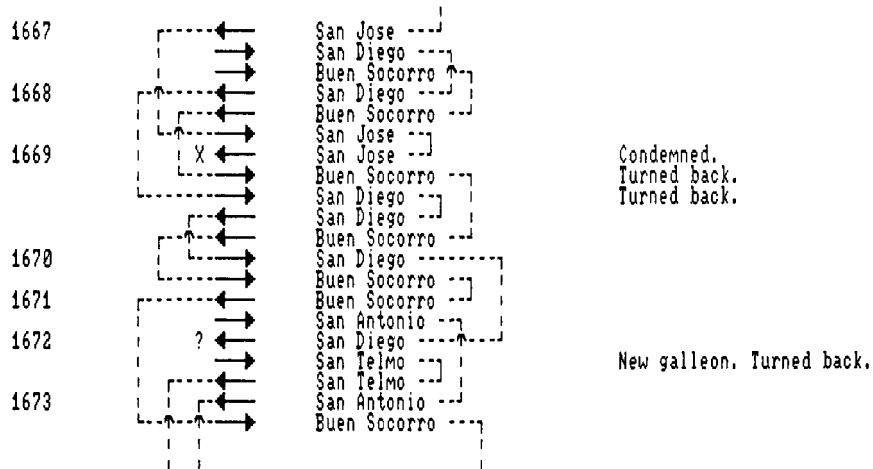 1667 San Jose
San Diego
Buen Socorro
1668 San Diego
Buen Socorro
San Jose
1669 X San Jose Condemned.
Buen Socorro Turned back.
San Diego Turned back.
San Diego
Buen Socorro
1670 San Diego
Buen Socorro
1671 Buen Socorro
San Antonio
1672 ? San Diego
San Telmo New galleon. Turned back.
San Telmo
1673 San Antonio
Buen Socorro